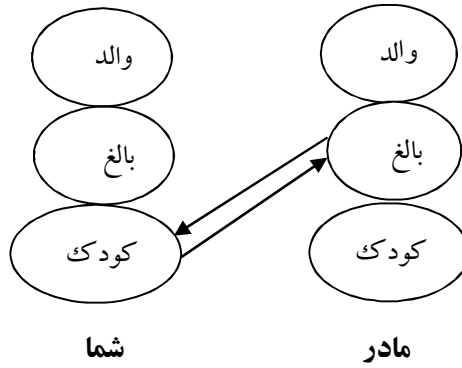 والد والد
بالغ بالغ
کودک کودک
مادر شما